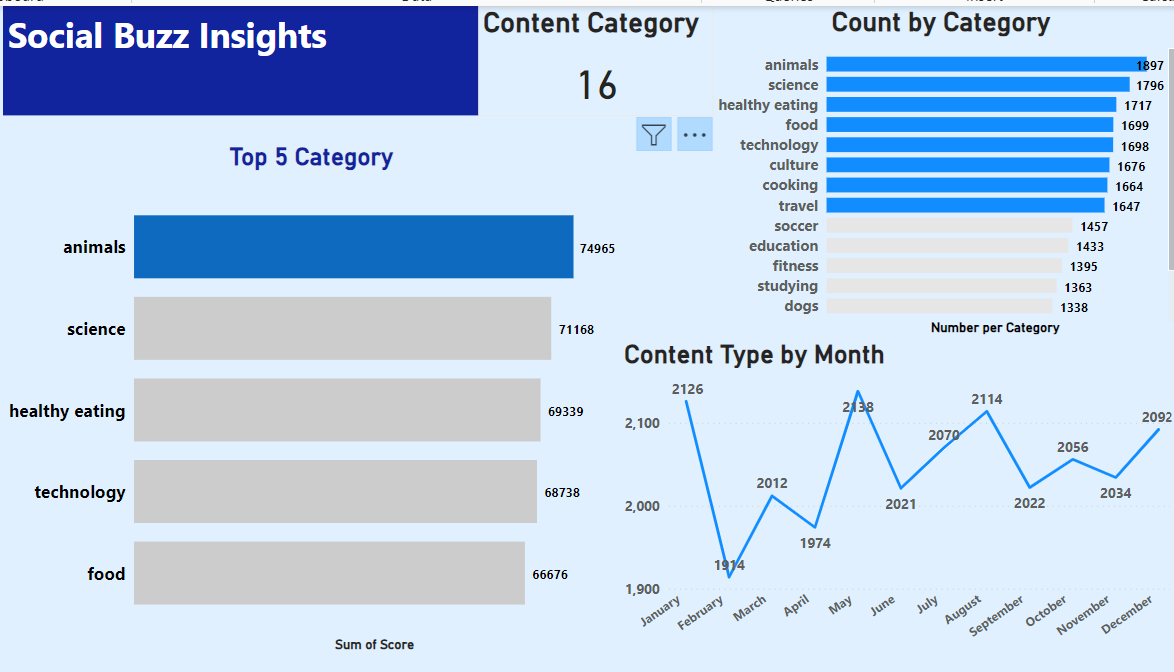 Social Buzz Insights
Content Category
16
Top 5 Category
animals 74965
science 71168
healthy eating 69339
technology 68738
food 66676
Sum of Score
Count by Category
animals 1897
science 1796
healthy eating 1717
food 1699
technology 1698
culture 1676
cooking 1664
travel 1647
soccer 1457
education 1433
fitness 1395
studying 1363
dogs 1338
Number per Category
Content Type by Month
2,100
2,000
1,900
2126
1914
2012
1974
2138
2021
2070
2114
2022
2056
2034
2092
January
February
March
April
May
June
July
August
September
October
November
December